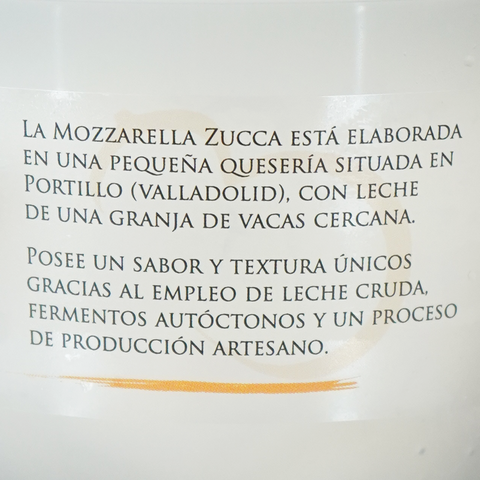 La Mozzarella Zucca está elaborada
en una pequeña quesería situada en
Portillo (Valladolid), con leche
de una granja de vacas cercana.
Posee un sabor y textura únicos
gracias al empleo de leche cruda,
fermentos autóctonos y un proceso
de producción artesano.